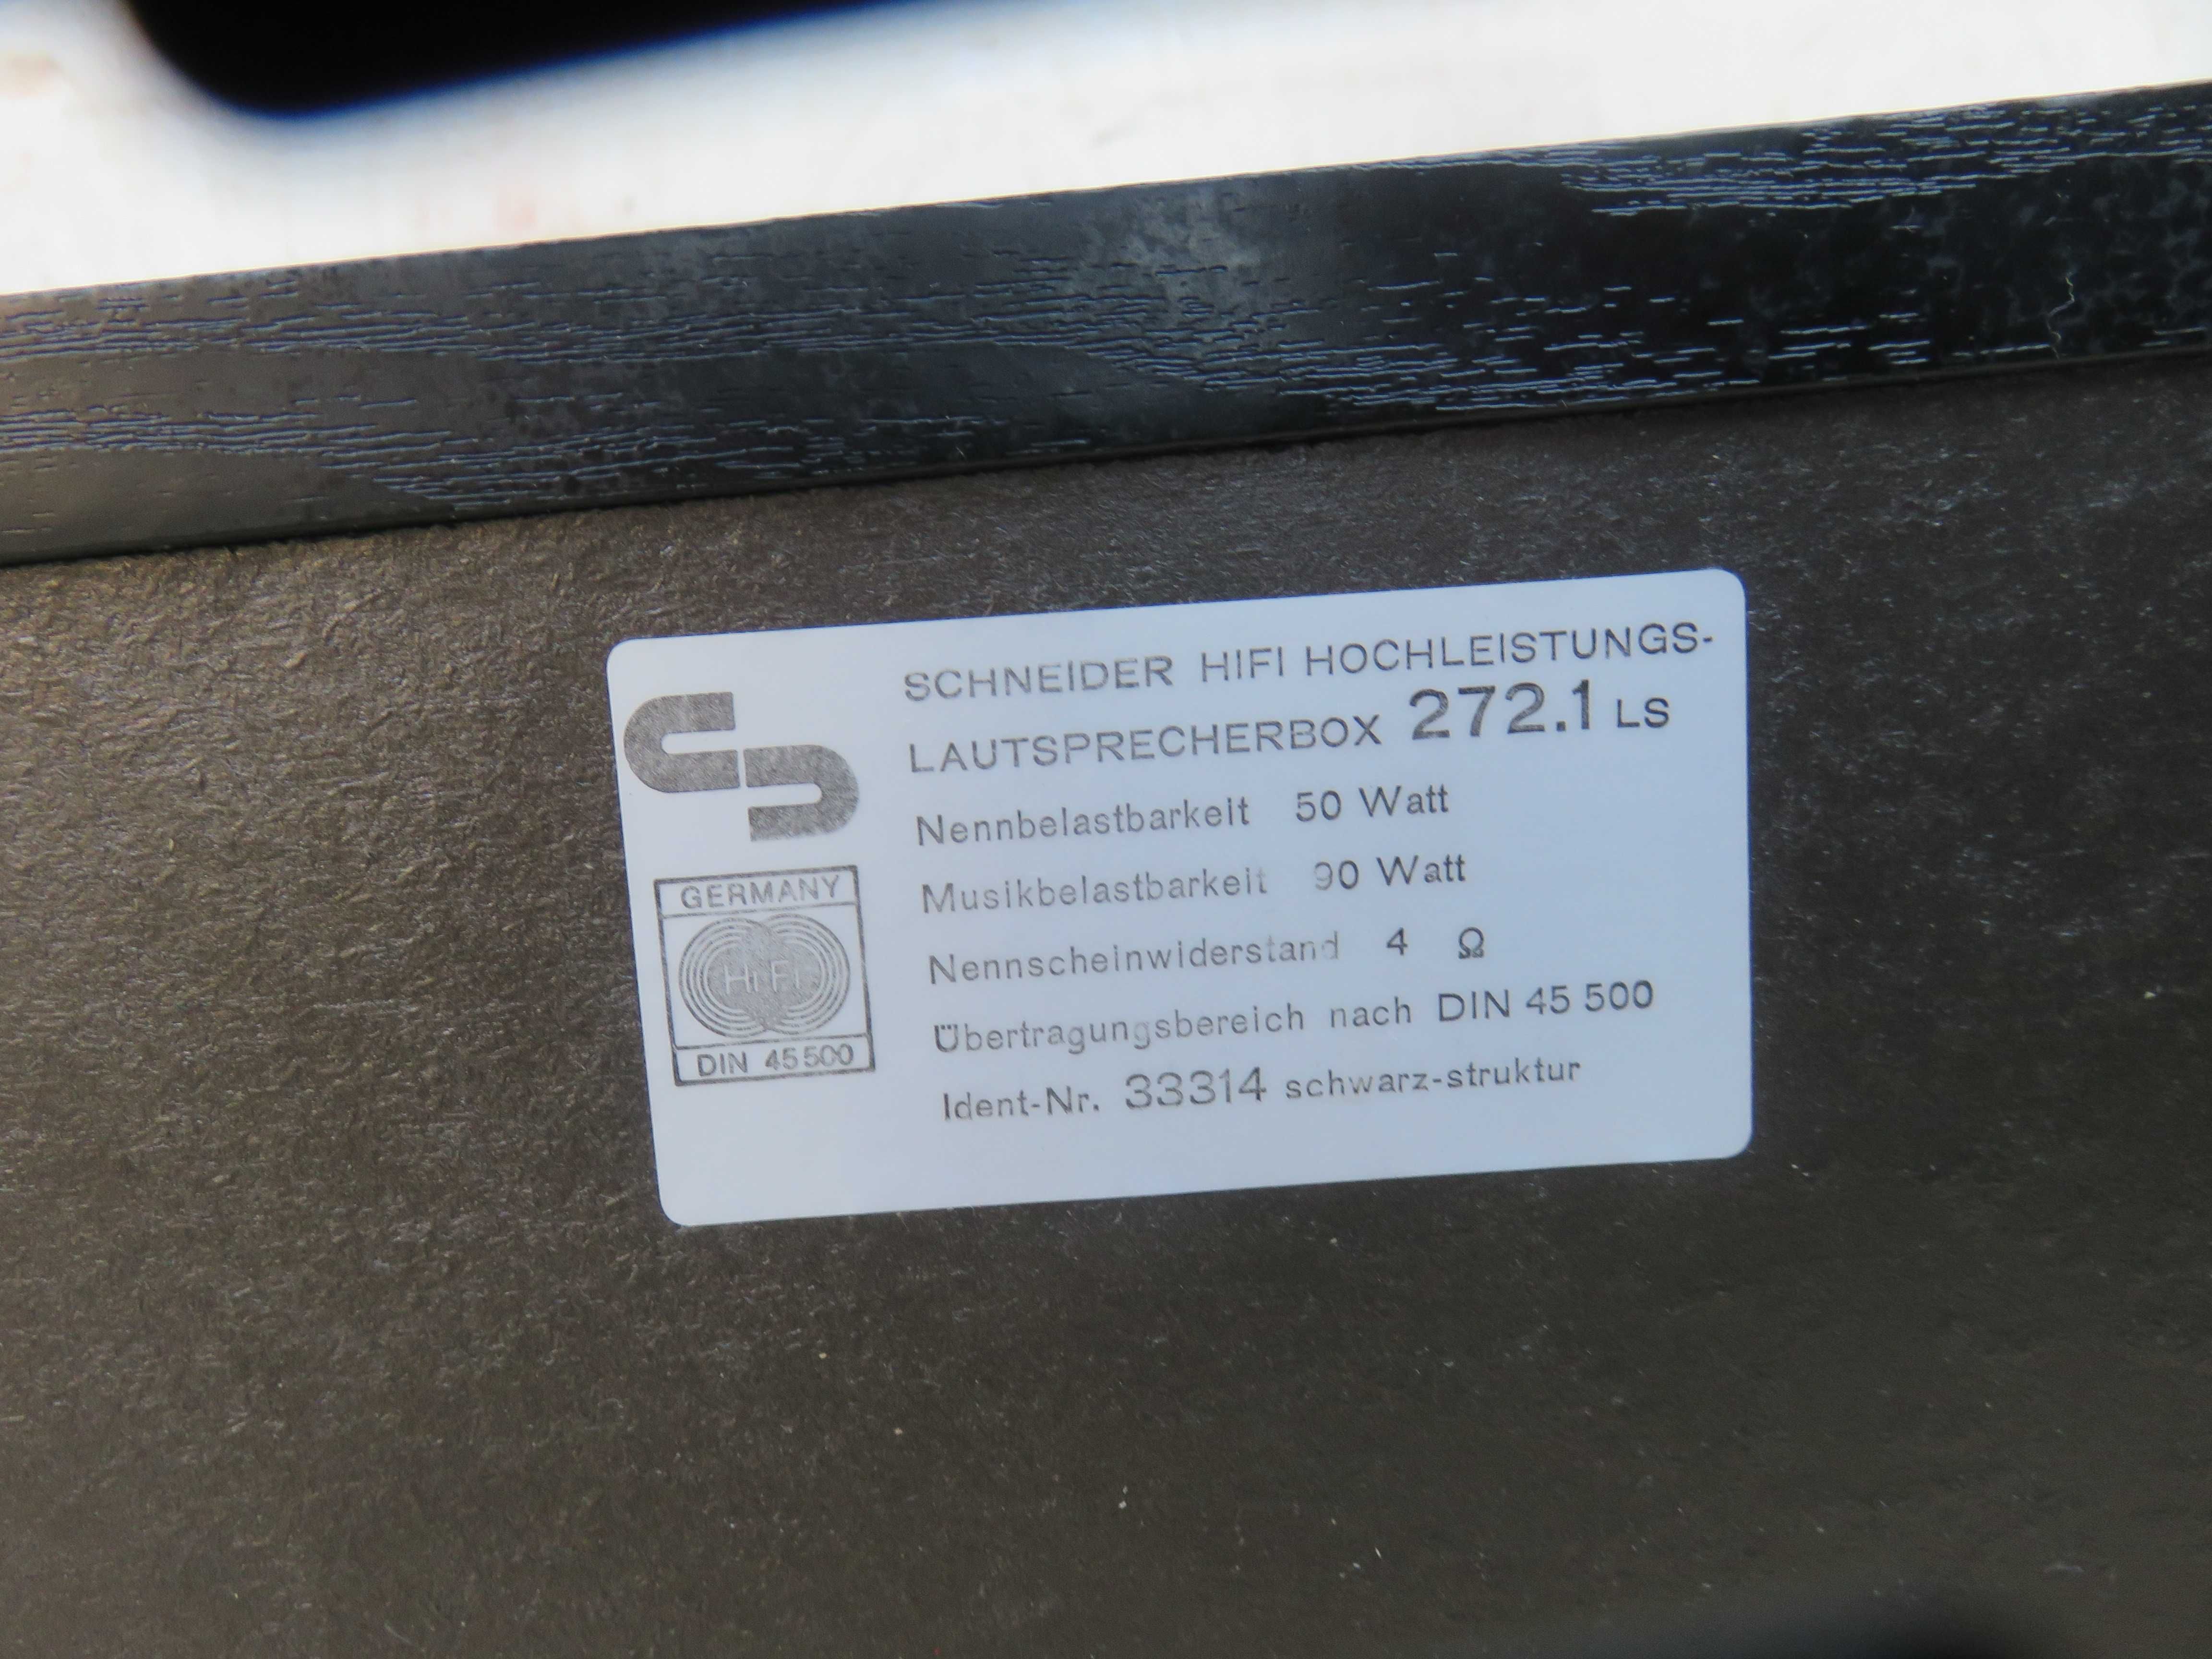 SCHNEIDER HIFI HOCHLEISTUNGS-
LAUTSPRECHERBOX 272.1 LS
Nennbelastbarkeit 50 Watt
Musikbelastbarkeit 90 Watt
Nennscheinwiderstand 4 Ω
Übertragungsbereich nach DIN 45 500
Ident-Nr. 33314 schwarz-struktur
GERMANY
HiFi
DIN 45500